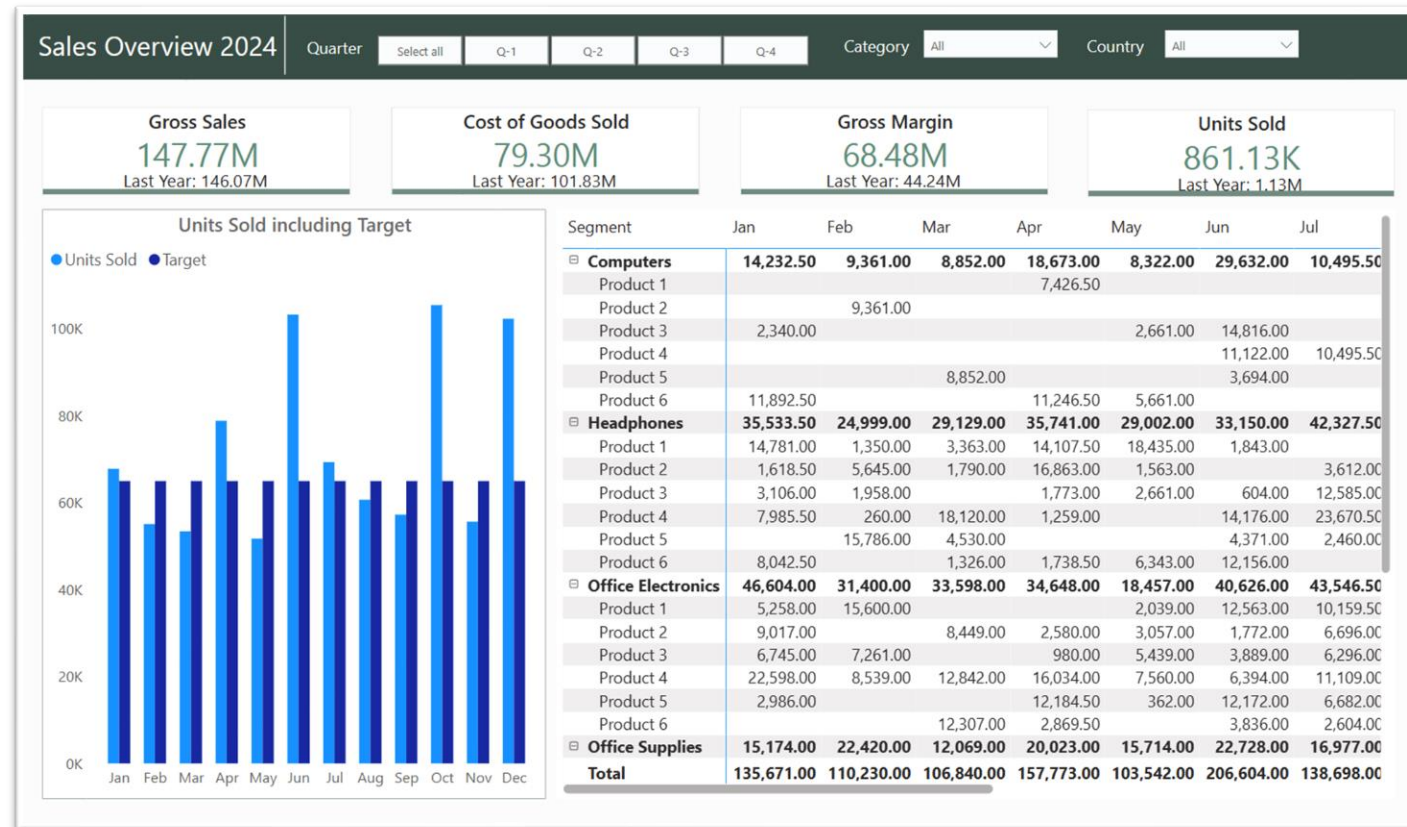 Sales Overview 2024 Quarter Select all Q-1 Q-2 Q-3 Q-4 Category All Country All
Gross Sales
147.77M
Last Year: 146.07M
Cost of Goods Sold
79.30M
Last Year: 101.83M
Gross Margin
68.48M
Last Year: 44.24M
Units Sold
861.13K
Last Year: 1.13M
Units Sold including Target
Units Sold Target
100K
80K
60K
40K
20K
0K
Jan Feb Mar Apr May Jun Jul Aug Sep Oct Nov Dec
Segment Jan Feb Mar Apr May Jun Jul
Computers 14,232.50 9,361.00 8,852.00 18,673.00 8,322.00 29,632.00 10,495.50
Product 1 7,426.50
Product 2 9,361.00
Product 3 2,340.00 2,661.00 14,816.00
Product 4 11,122.00 10,495.50
Product 5 8,852.00 3,694.00
Product 6 11,892.50 11,246.50 5,661.00
Headphones 35,533.50 24,999.00 29,129.00 35,741.00 29,002.00 33,150.00 42,327.50
Product 1 14,781.00 1,350.00 3,363.00 14,107.50 18,435.00 1,843.00
Product 2 1,618.50 5,645.00 1,790.00 16,863.00 1,563.00 3,612.00
Product 3 3,106.00 1,958.00 1,773.00 2,661.00 604.00 12,585.00
Product 4 7,985.50 260.00 18,120.00 1,259.00 14,176.00 23,670.50
Product 5 15,786.00 4,530.00 4,371.00 2,460.00
Product 6 8,042.50 1,326.00 1,738.50 6,343.00 12,156.00
Office Electronics 46,604.00 31,400.00 33,598.00 34,648.00 18,457.00 40,626.00 43,546.50
Product 1 5,258.00 15,600.00 2,039.00 12,563.00 10,159.50
Product 2 9,017.00 8,449.00 2,580.00 3,057.00 1,772.00 6,696.00
Product 3 6,745.00 7,261.00 980.00 5,439.00 3,889.00 6,296.00
Product 4 22,598.00 8,539.00 12,842.00 16,034.00 7,560.00 6,394.00 11,109.00
Product 5 2,986.00 12,184.50 362.00 12,172.00 6,682.00
Product 6 12,307.00 2,869.50 3,836.00 2,604.00
Office Supplies 15,174.00 22,420.00 12,069.00 20,023.00 15,714.00 22,728.00 16,977.00
Total 135,671.00 110,230.00 106,840.00 157,773.00 103,542.00 206,604.00 138,698.00